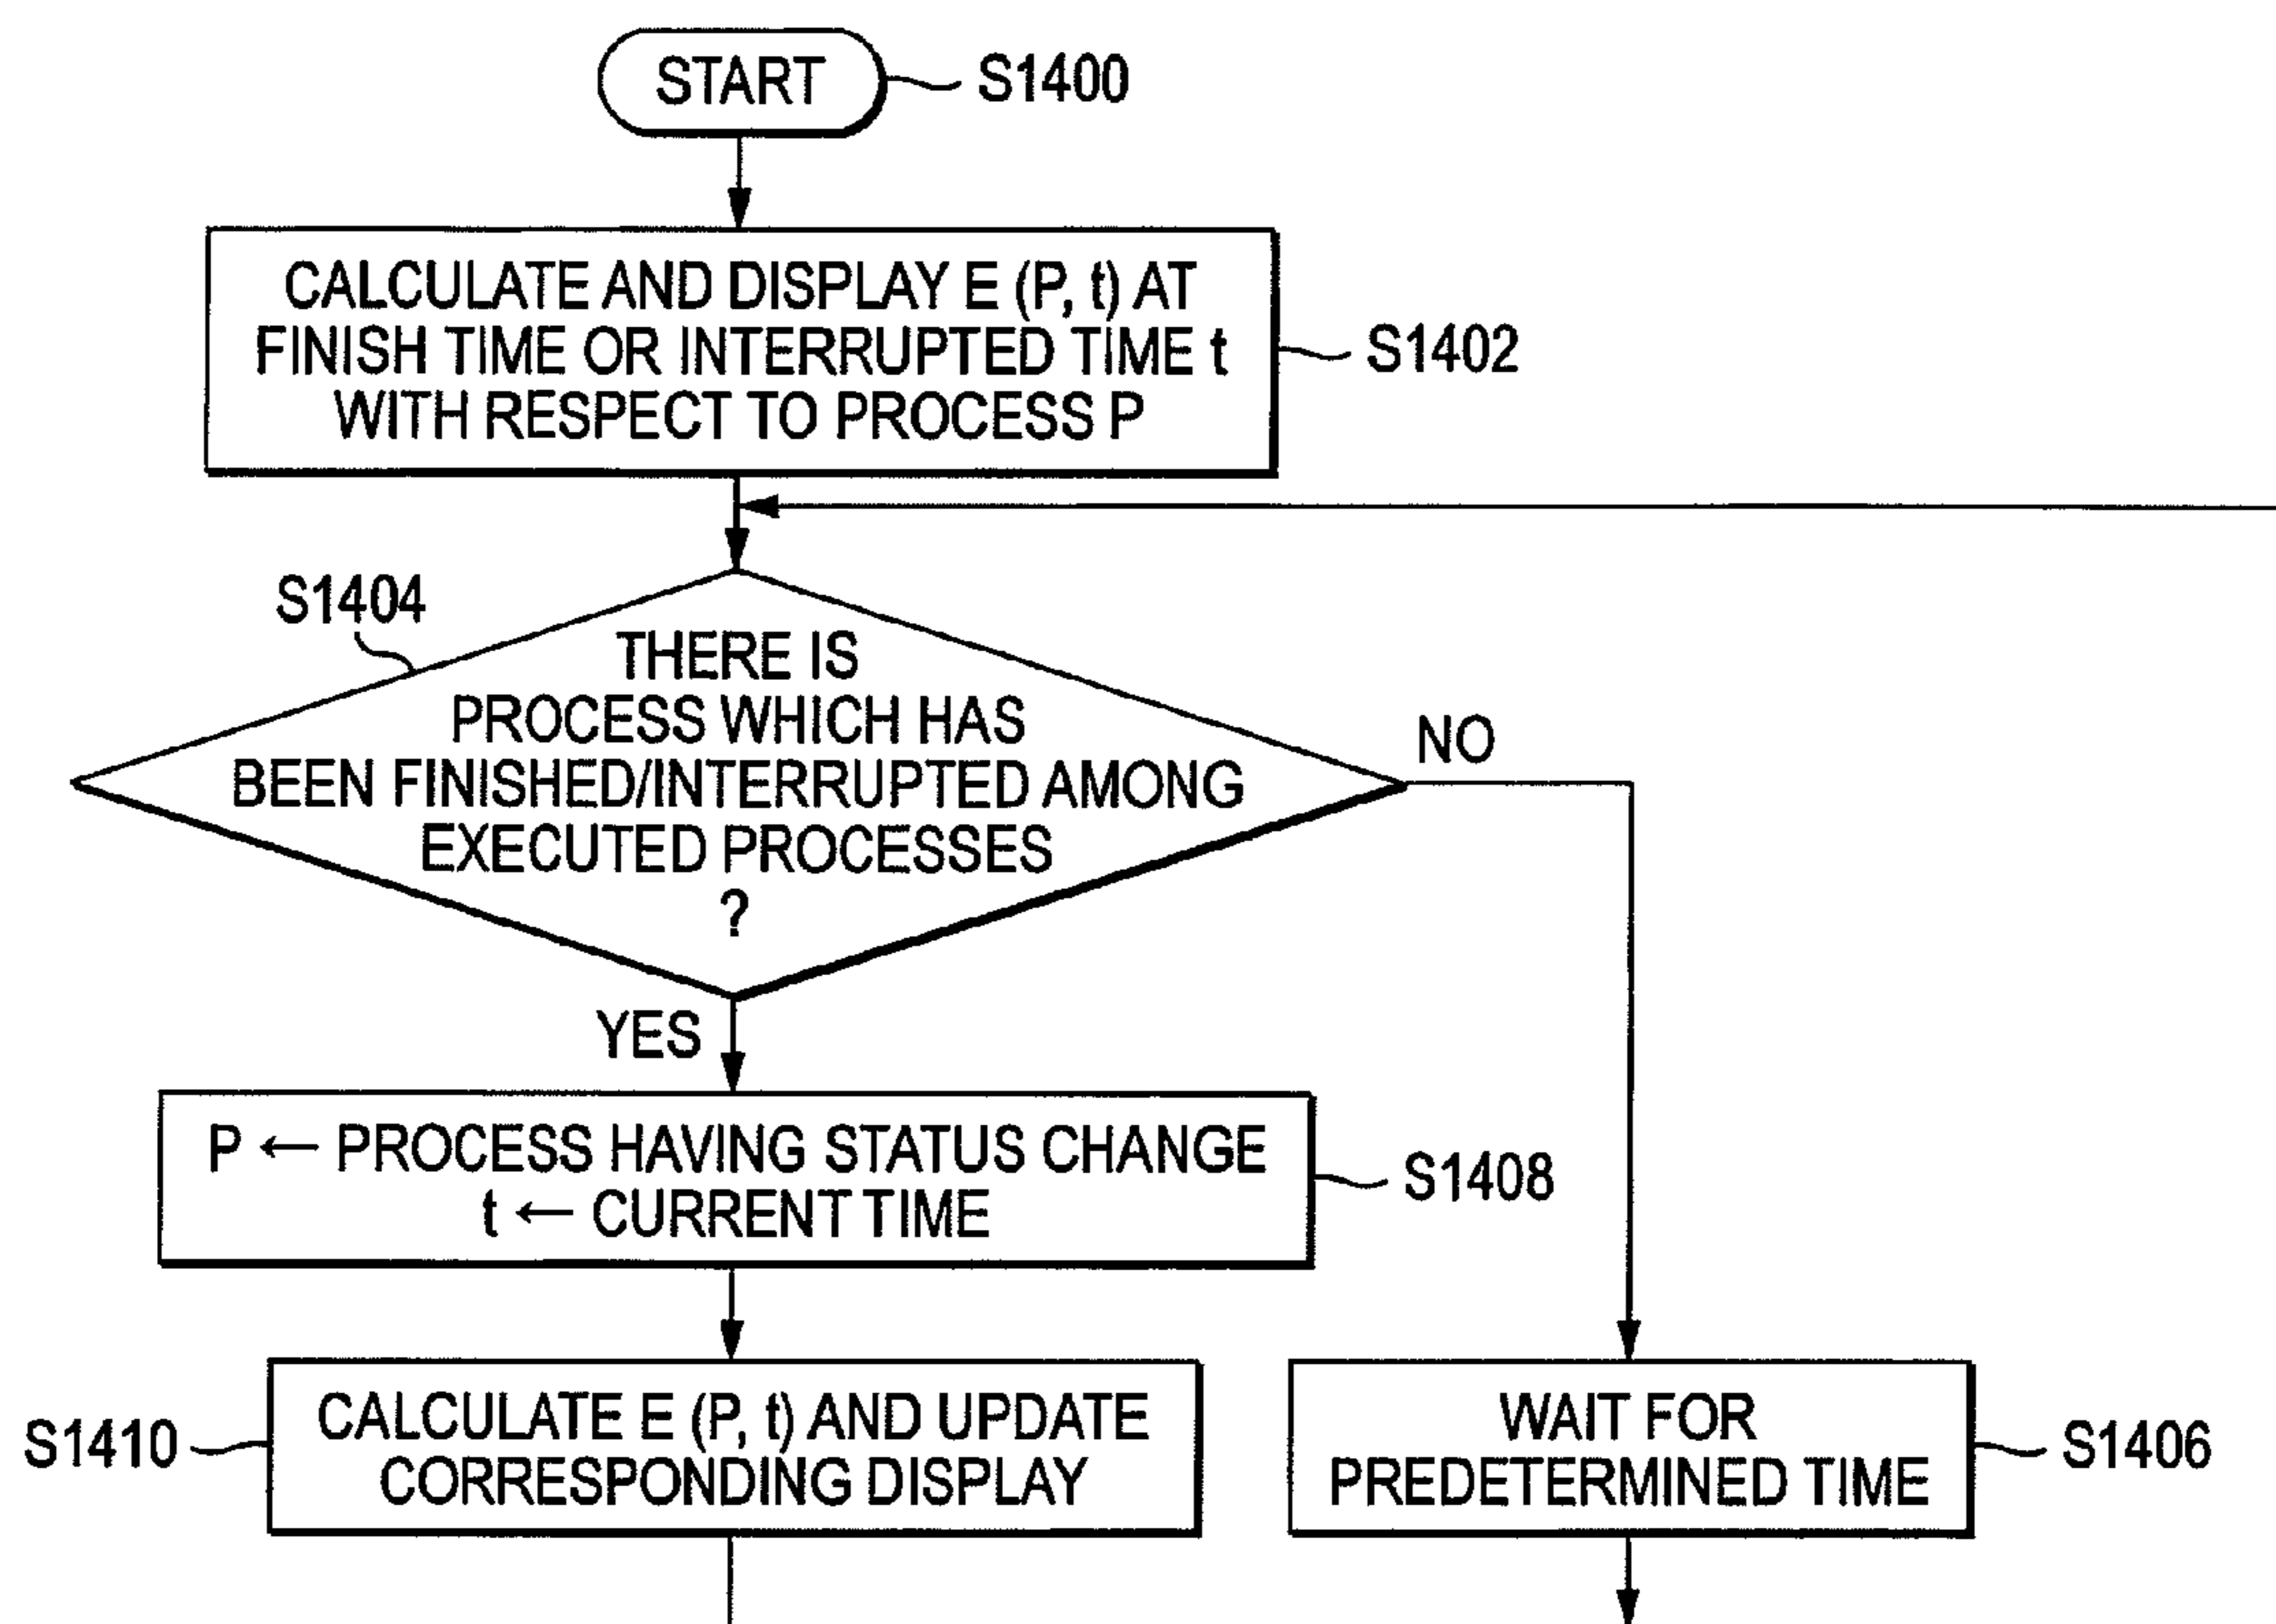 START
S1400
CALCULATE AND DISPLAY E (P, t) AT
FINISH TIME OR INTERRUPTED TIME t
WITH RESPECT TO PROCESS P
S1402
S1404
THERE IS
PROCESS WHICH HAS
BEEN FINISHED/INTERRUPTED AMONG
EXECUTED PROCESSES
?
NO
YES
P ← PROCESS HAVING STATUS CHANGE
t ← CURRENT TIME
S1408
S1410
CALCULATE E (P, t) AND UPDATE
CORRESPONDING DISPLAY
WAIT FOR
PREDETERMINED TIME
S1406